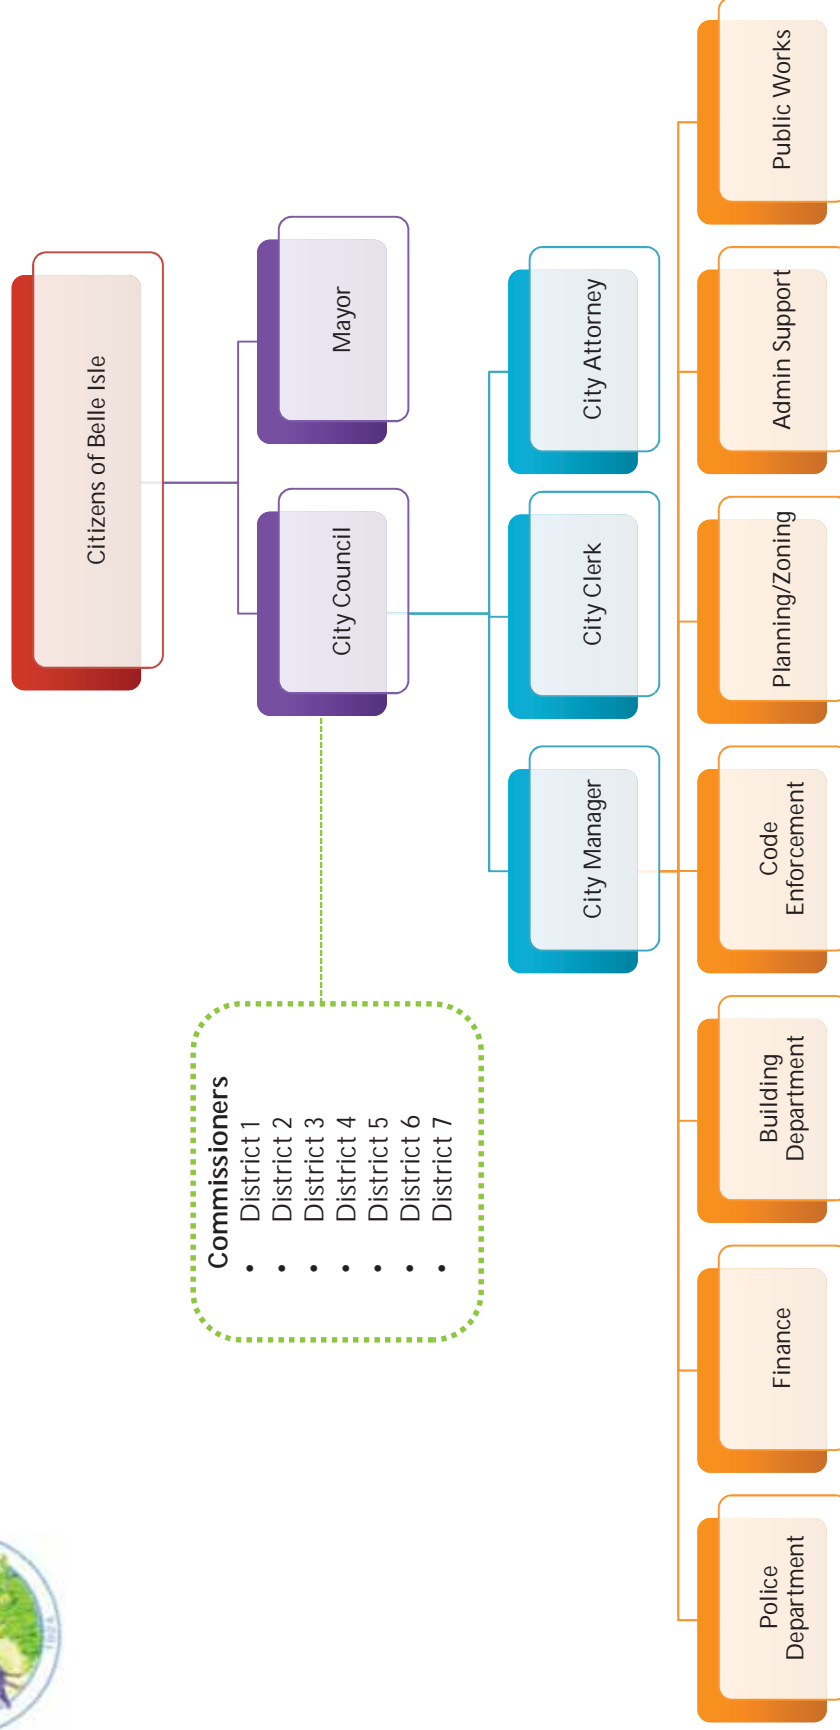 Citizens of Belle Isle
City Council
Mayor
Commissioners
• District 1
• District 2
• District 3
• District 4
• District 5
• District 6
• District 7
City Manager
City Clerk
City Attorney
Police
Department
Finance
Building
Department
Code
Enforcement
Planning/Zoning
Admin Support
Public Works
1924